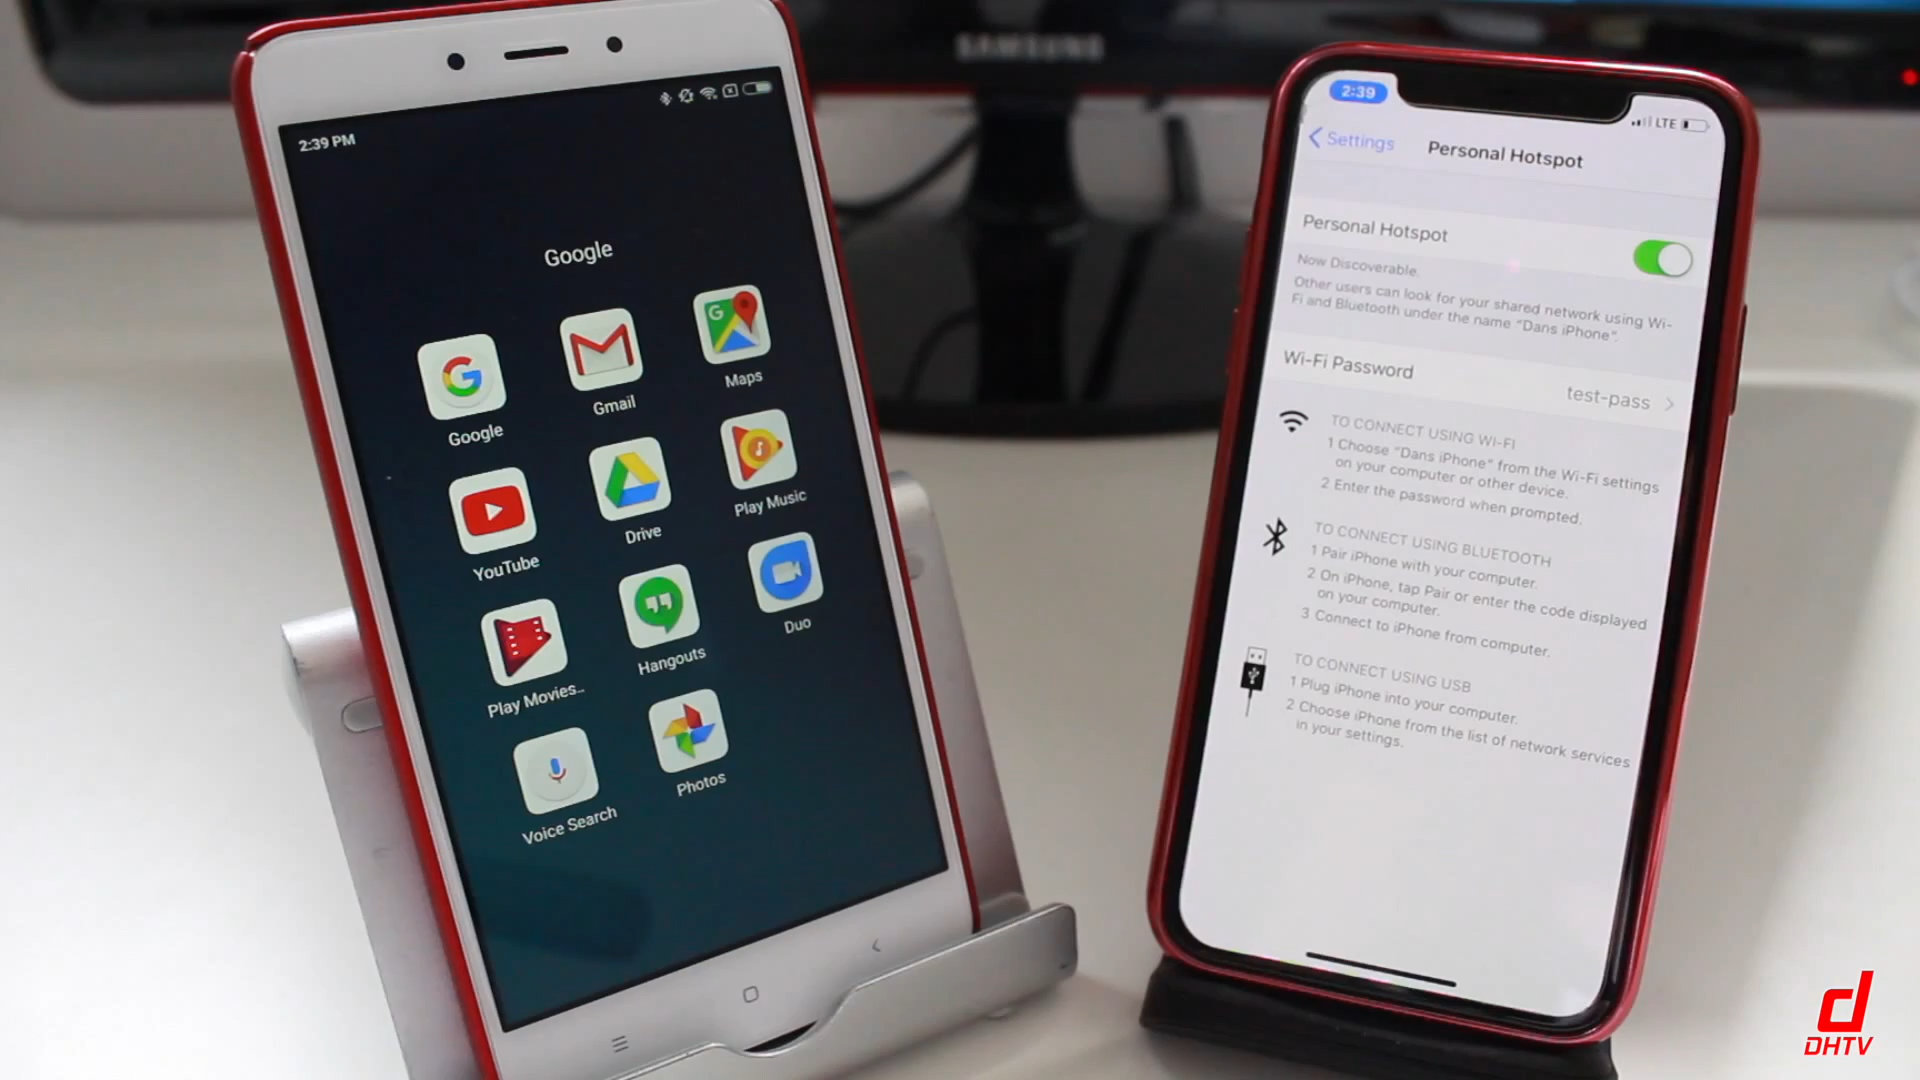 SAMSUNG
2:39 PM
Google
Google
Gmail
Maps
YouTube
Drive
Play Music
Play Movies...
Hangouts
Duo
Voice Search
Photos
2:39
LTE
Settings
Personal Hotspot
Personal Hotspot
Now Discoverable.
Other users can look for your shared network using Wi-
Fi and Bluetooth under the name “Dans iPhone”.
Wi-Fi Password
test-pass
TO CONNECT USING WI-FI
1 Choose “Dans iPhone” from the Wi-Fi settings
on your computer or other device.
2 Enter the password when prompted.
TO CONNECT USING BLUETOOTH
1 Pair iPhone with your computer.
2 On iPhone, tap Pair or enter the code displayed
on your computer.
3 Connect to iPhone from computer.
TO CONNECT USING USB
1 Plug iPhone into your computer.
2 Choose iPhone from the list of network services
in your settings.
d
DHTV